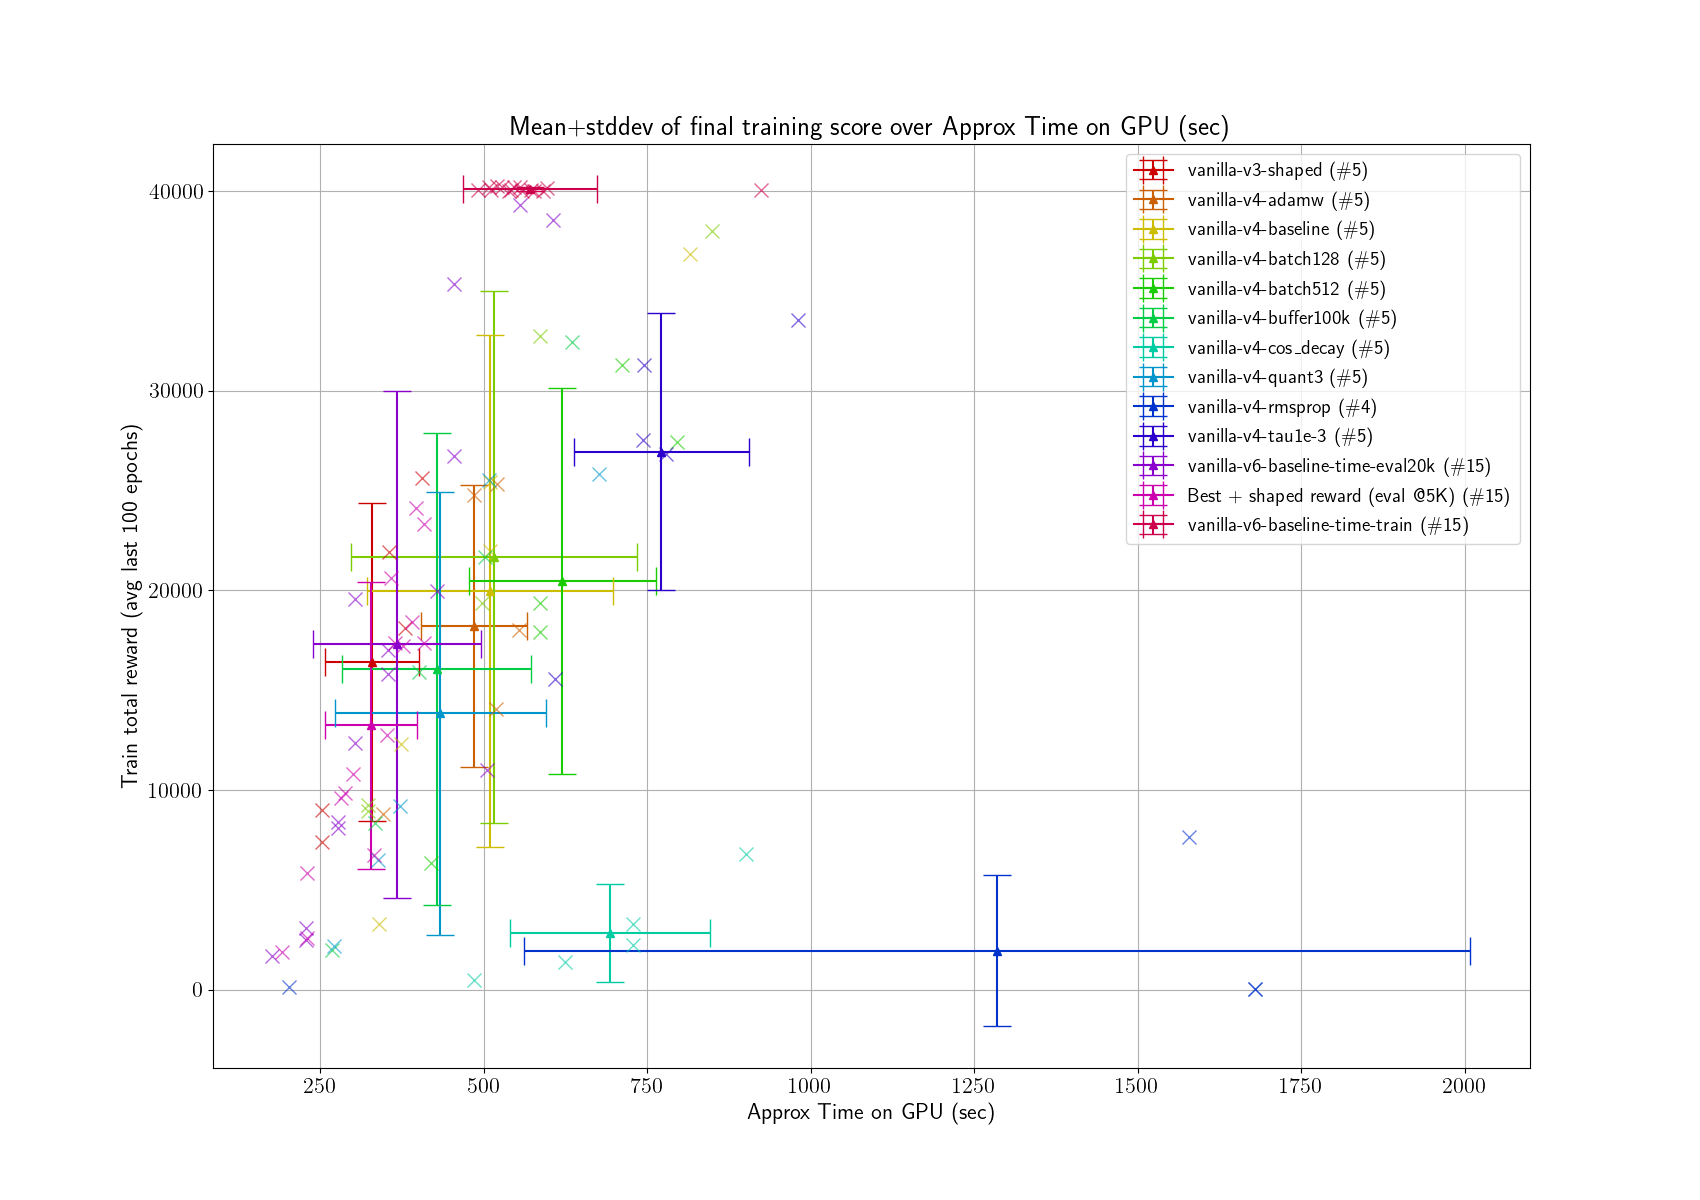 Mean+stddev of final training score over Approx Time on GPU (sec)
Train total reward (avg last 100 epochs)
40000
30000
20000
10000
0
vanilla-v3-shaped (#5)
vanilla-v4-adamw (#5)
vanilla-v4-baseline (#5)
vanilla-v4-batch128 (#5)
vanilla-v4-batch512 (#5)
vanilla-v4-buffer100k (#5)
vanilla-v4-cos_decay (#5)
vanilla-v4-quant3 (#5)
vanilla-v4-rmsprop (#4)
vanilla-v4-tau1e-3 (#5)
vanilla-v6-baseline-time-eval20k (#15)
Best + shaped reward (eval @5K) (#15)
vanilla-v6-baseline-time-train (#15)
250 500 750 1000 1250 1500 1750 2000
Approx Time on GPU (sec)